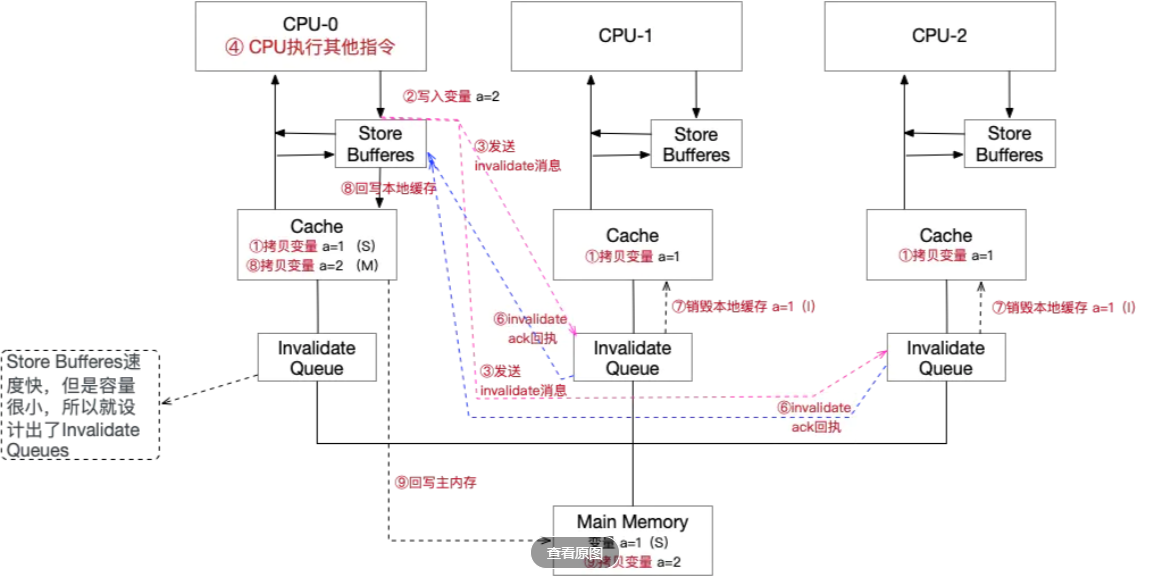 CPU-0
④ CPU执行其他指令
CPU-1
CPU-2
②写入变量 a=2
Store
Bufferes
Store
Bufferes
Store
Bufferes
③发送
invalidate消息
⑧回写本地缓存
Cache
①拷贝变量 a=1 （S）
⑧拷贝变量 a=2 （M）
Cache
①拷贝变量 a=1
Cache
①拷贝变量 a=1
⑦销毁本地缓存 a=1（I）
⑦销毁本地缓存 a=1（I）
⑥invalidate
ack回执
Invalidate
Queue
Invalidate
Queue
Invalidate
Queue
Store Bufferes速
度快，但是容量
很小，所以就设
计出了Invalidate
Queues
③发送
invalidate消息
⑥invalidate
ack回执
⑨回写主内存
Main Memory
变量 a=1（S）
查看原图
⑨拷贝变量 a=2